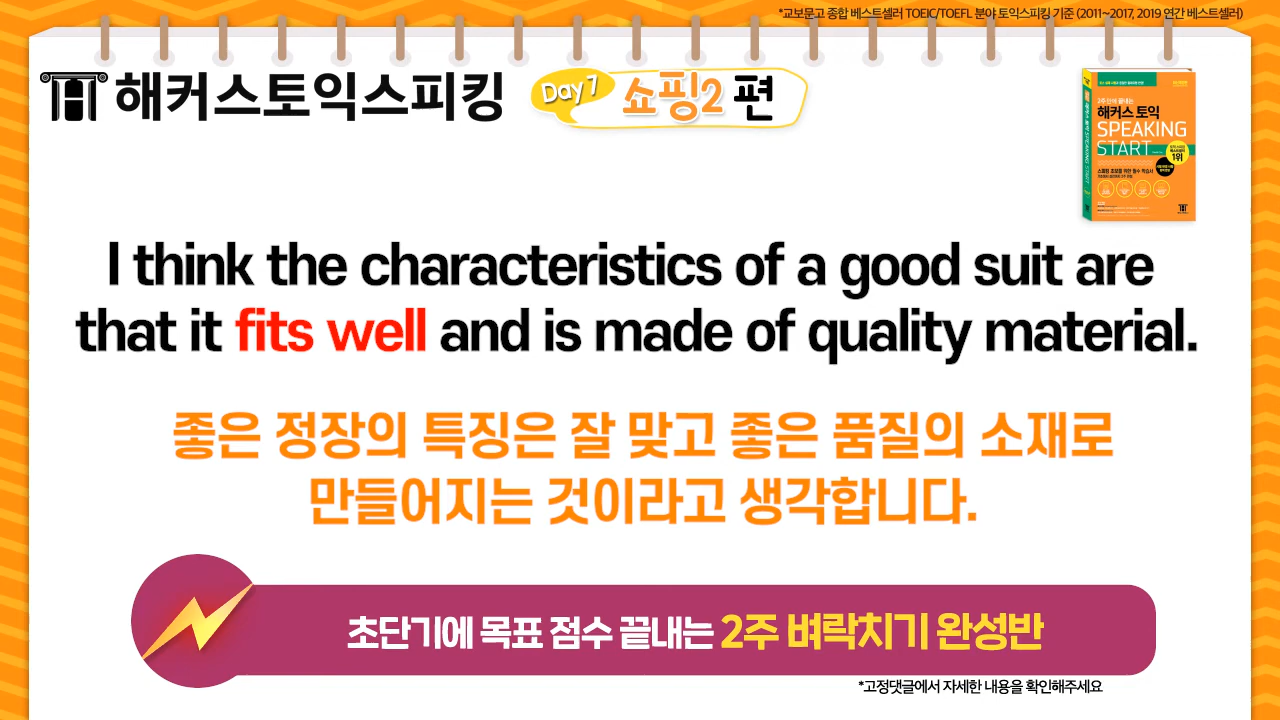 *교보문고 종합 베스트셀러 TOEIC/TOEFL 분야 토익스피킹 기준 (2011~2017, 2019 연간 베스트셀러)
해커스토익스피킹 Day 7 쇼핑2 편
해커스 토익
SPEAKING
START
1위
I think the characteristics of a good suit are
that it fits well and is made of quality material.
좋은 정장의 특징은 잘 맞고 좋은 품질의 소재로
만들어지는 것이라고 생각합니다.
초단기에 목표 점수 끝내는 2주 벼락치기 완성반
*고정댓글에서 자세한 내용을 확인해주세요